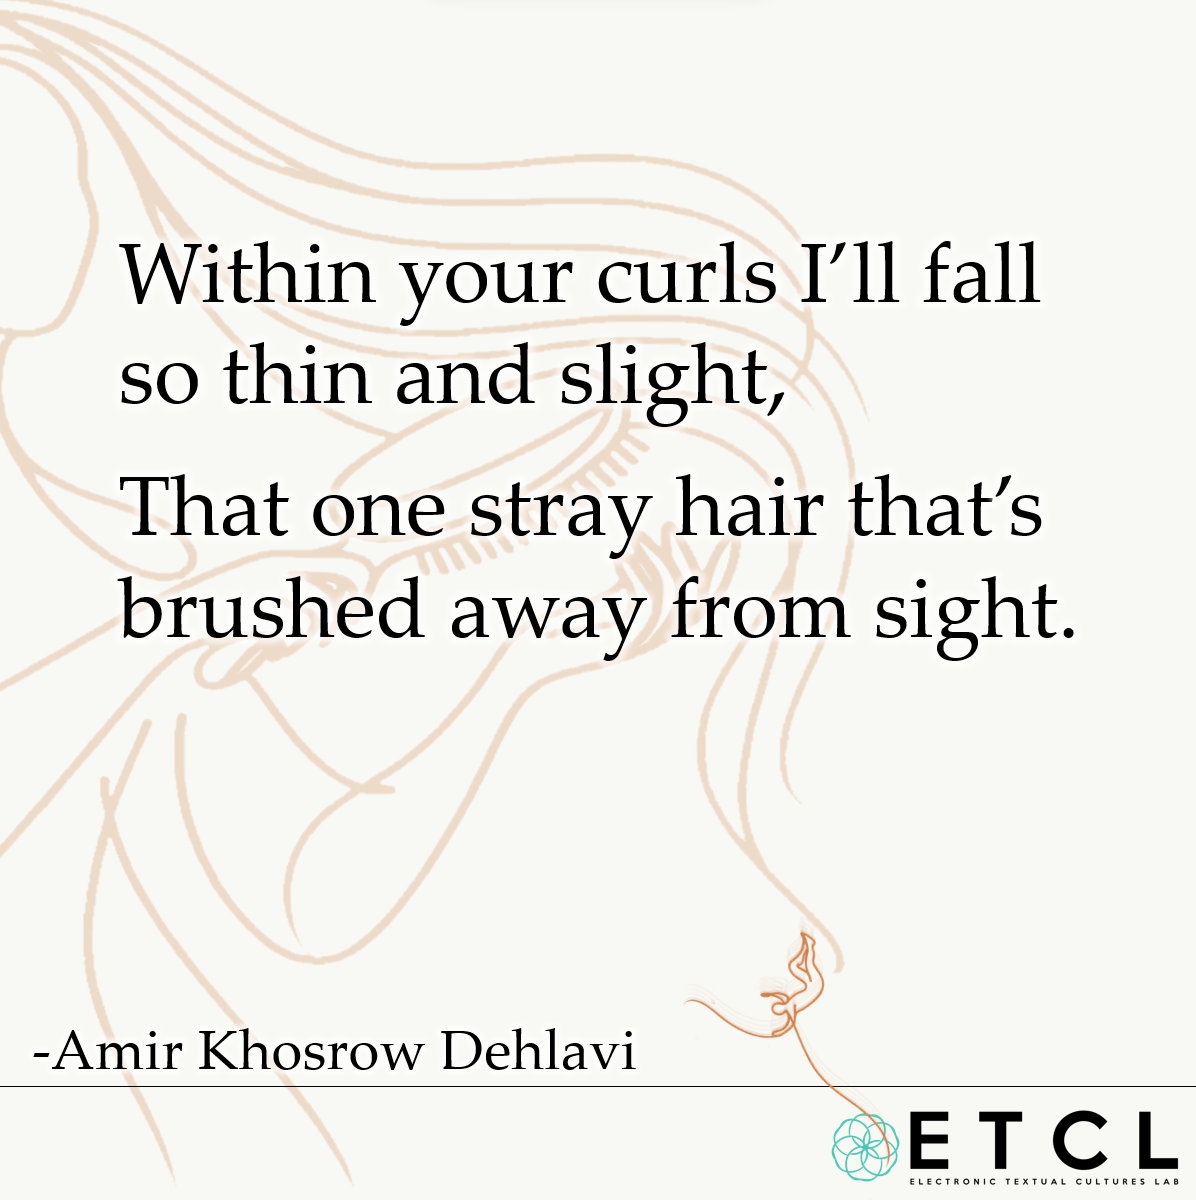 Within your curls I’ll fall
so thin and slight,
That one stray hair that’s
brushed away from sight.
-Amir Khosrow Dehlavi
ETCL
ELECTRONIC TEXTUAL CULTURES LAB